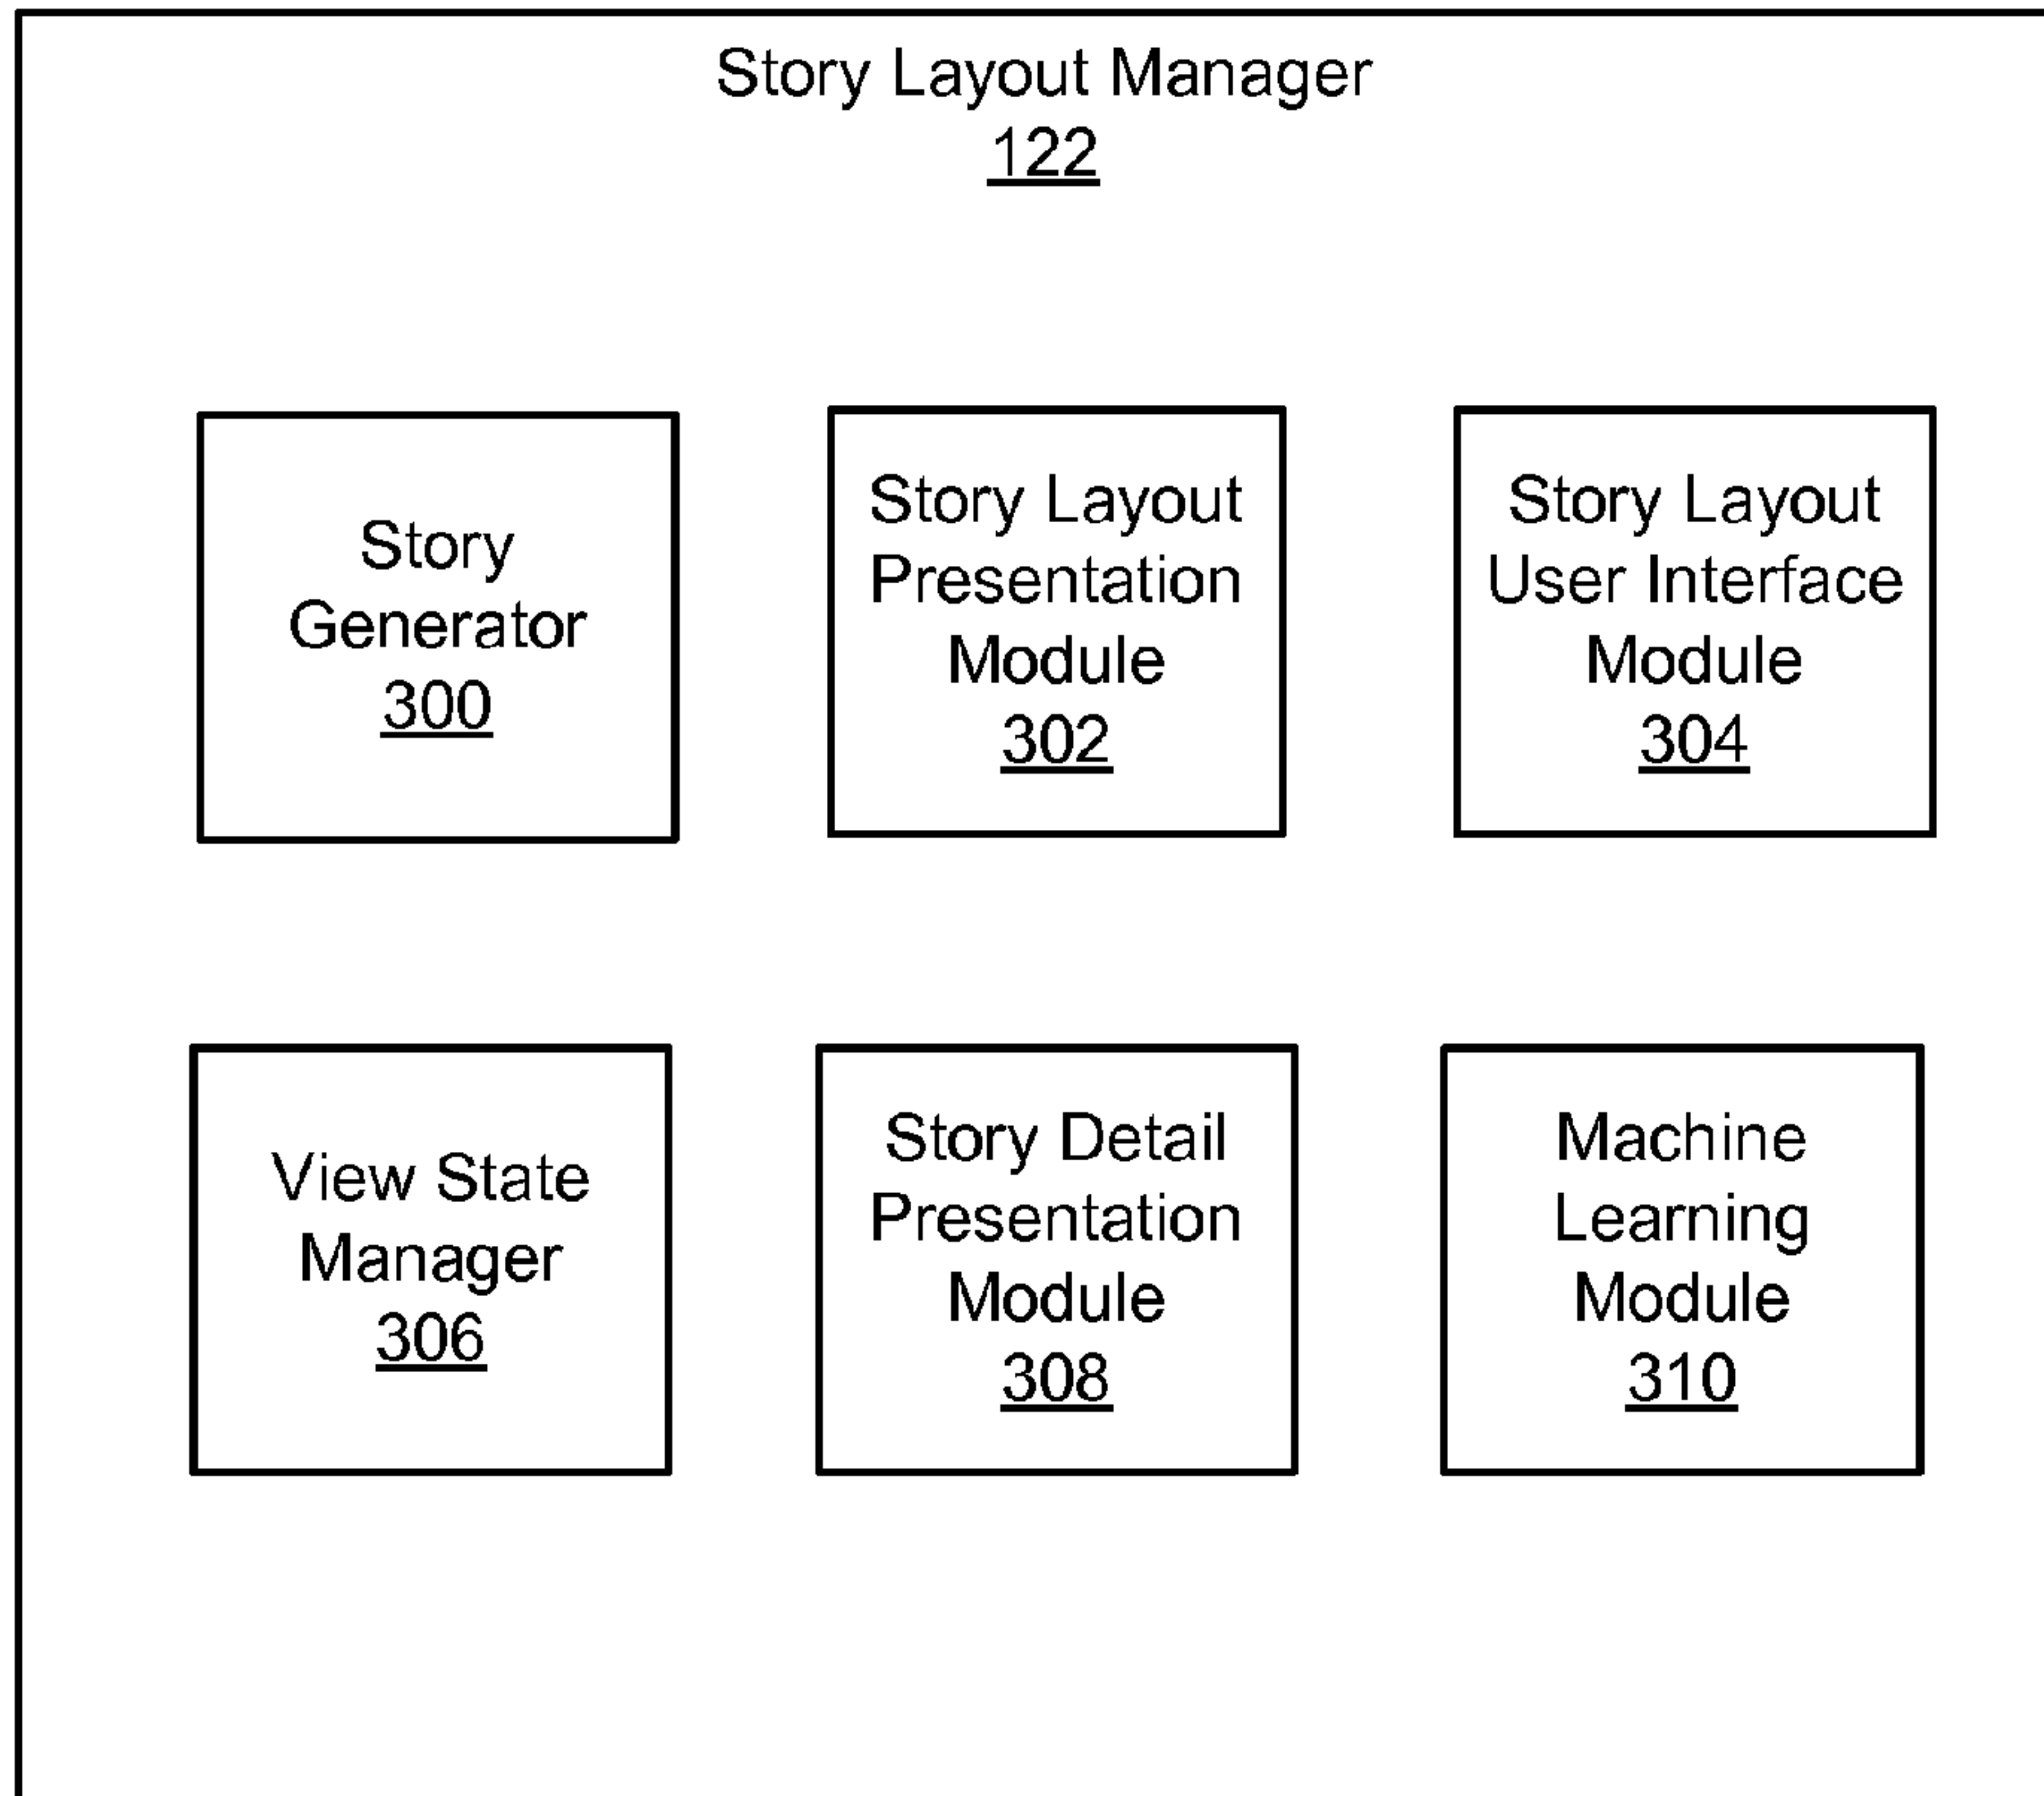 Story Layout Manager
122
Story
Generator
300
Story Layout
Presentation
Module
302
Story Layout
User Interface
Module
304
View State
Manager
306
Story Detail
Presentation
Module
308
Machine
Learning
Module
310